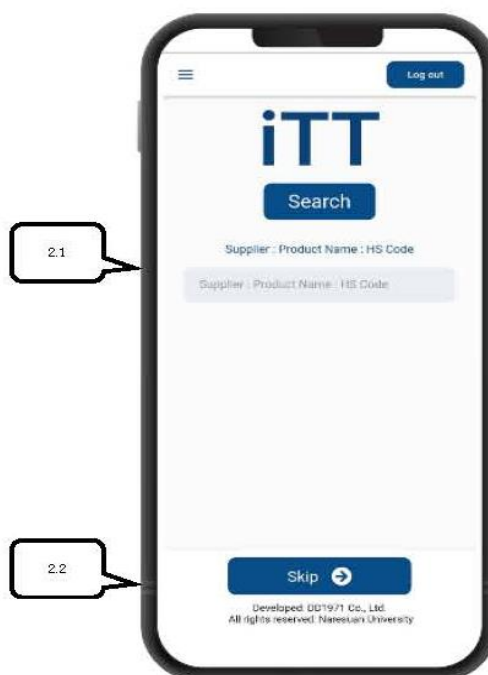 Log out
iTT
Search
Supplier : Product Name : HS Code
2.1
Supplier : Product Name : HS Code
2.2
Skip
Developed: DD1971 Co., Ltd.
All rights reserved: Naresuan University